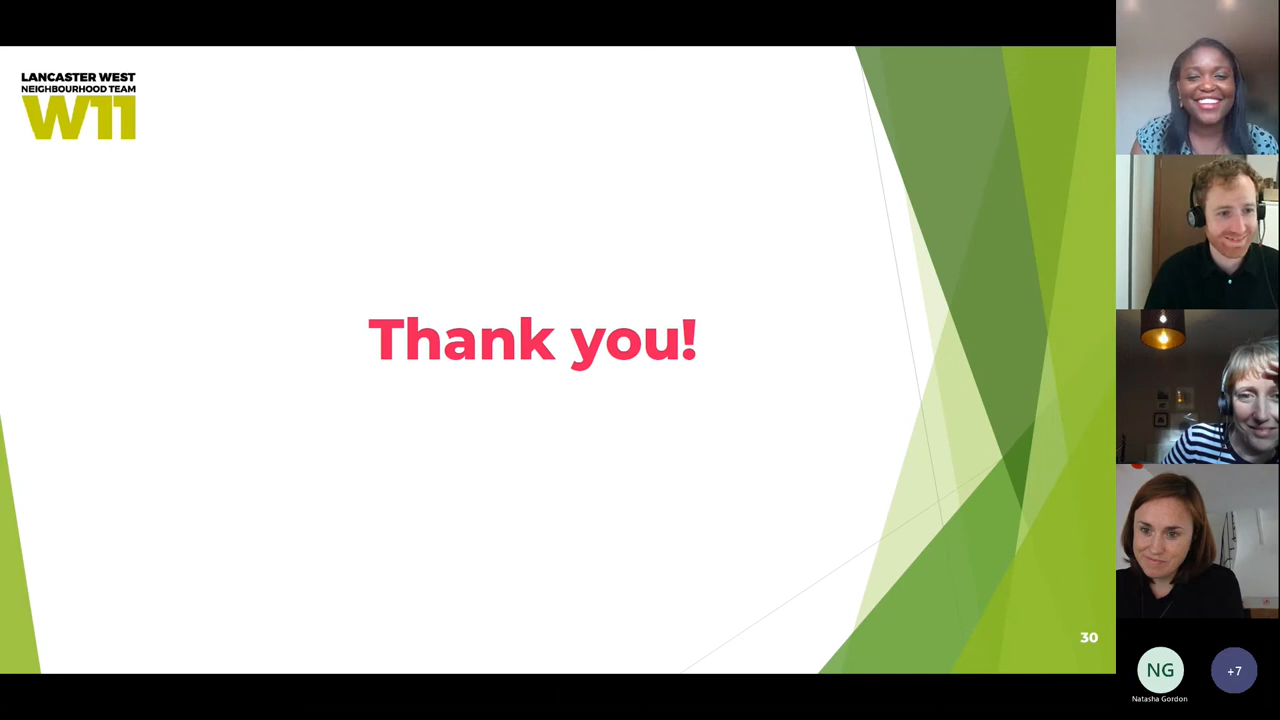 LANCASTER WEST
NEIGHBOURHOOD TEAM
W11
Thank you!
30
NG
+7
Natasha Gordon